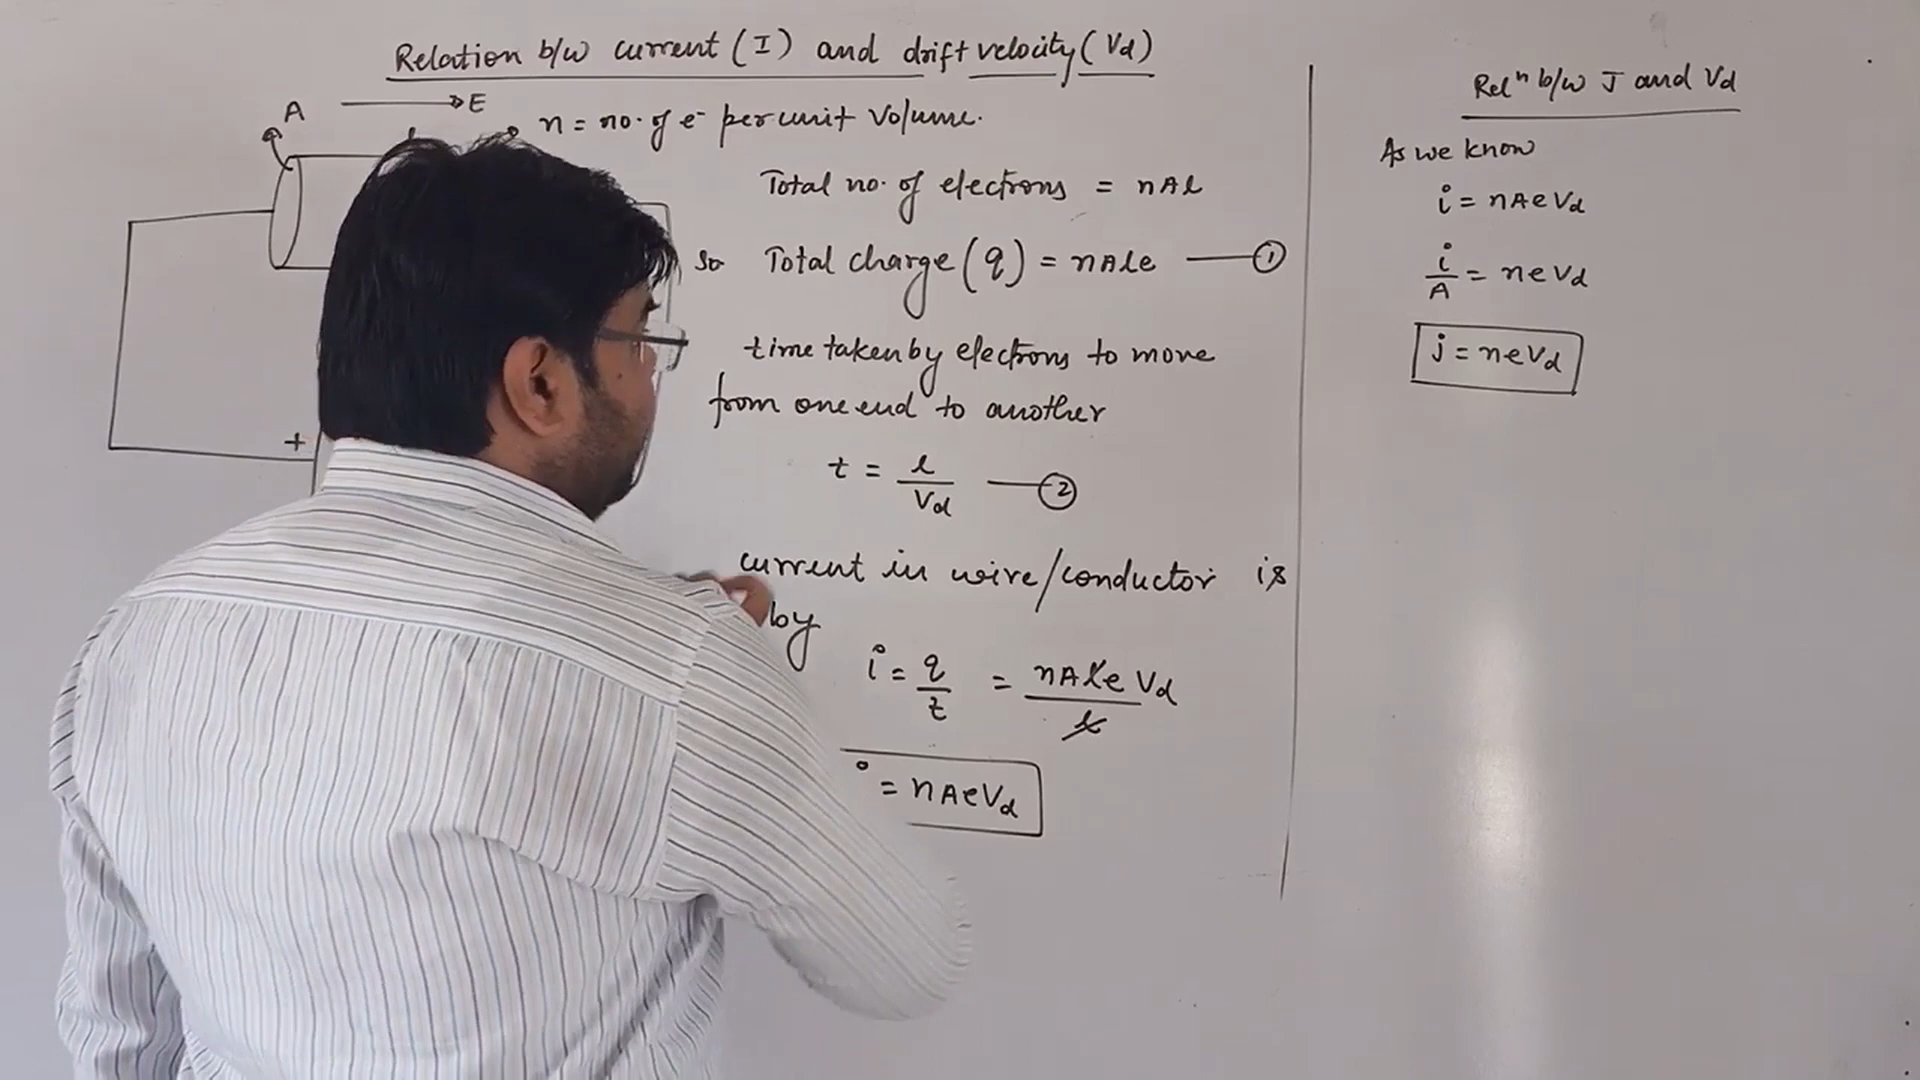 Relation b/w current (I) and drift velocity (Vd)
A
E
n = no. of e- per unit Volume.
Total no. of electrons = nAl
so Total charge (q) = nAle —①
time taken by electrons to move
from one end to another
t = l/Vd —②
current in wire/conductor is
by
i = q/t = nAle Vd/l
= nAeVd
+
Relⁿ b/w J and Vd
As we know
i = nAeVd
i/A = neVd
j = neVd